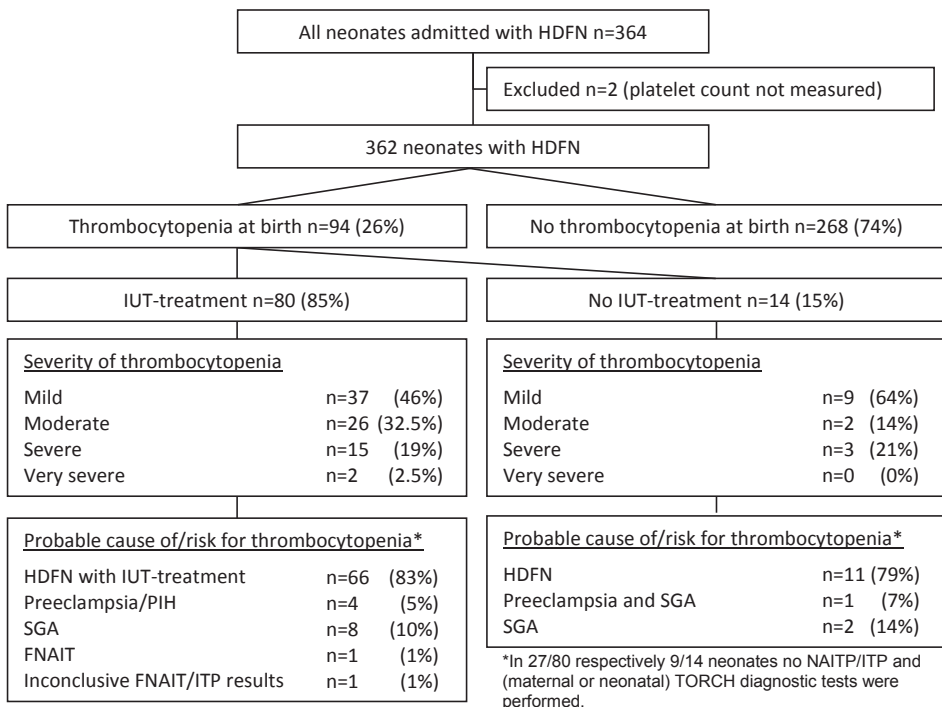 All neonates admitted with HDFN n=364
Excluded n=2 (platelet count not measured)
362 neonates with HDFN
Thrombocytopenia at birth n=94 (26%)
No thrombocytopenia at birth n=268 (74%)
IUT-treatment n=80 (85%)
No IUT-treatment n=14 (15%)
Severity of thrombocytopenia
Mild n=37 (46%)
Moderate n=26 (32.5%)
Severe n=15 (19%)
Very severe n=2 (2.5%)
Severity of thrombocytopenia
Mild n=9 (64%)
Moderate n=2 (14%)
Severe n=3 (21%)
Very severe n=0 (0%)
Probable cause of/risk for thrombocytopenia*
HDFN with IUT-treatment n=66 (83%)
Preeclampsia/PIH n=4 (5%)
SGA n=8 (10%)
FNAIT n=1 (1%)
Inconclusive FNAIT/ITP results n=1 (1%)
Probable cause of/risk for thrombocytopenia*
HDFN n=11 (79%)
Preeclampsia and SGA n=1 (7%)
SGA n=2 (14%)
*In 27/80 respectively 9/14 neonates no NAITP/ITP and
(maternal or neonatal) TORCH diagnostic tests were
performed.